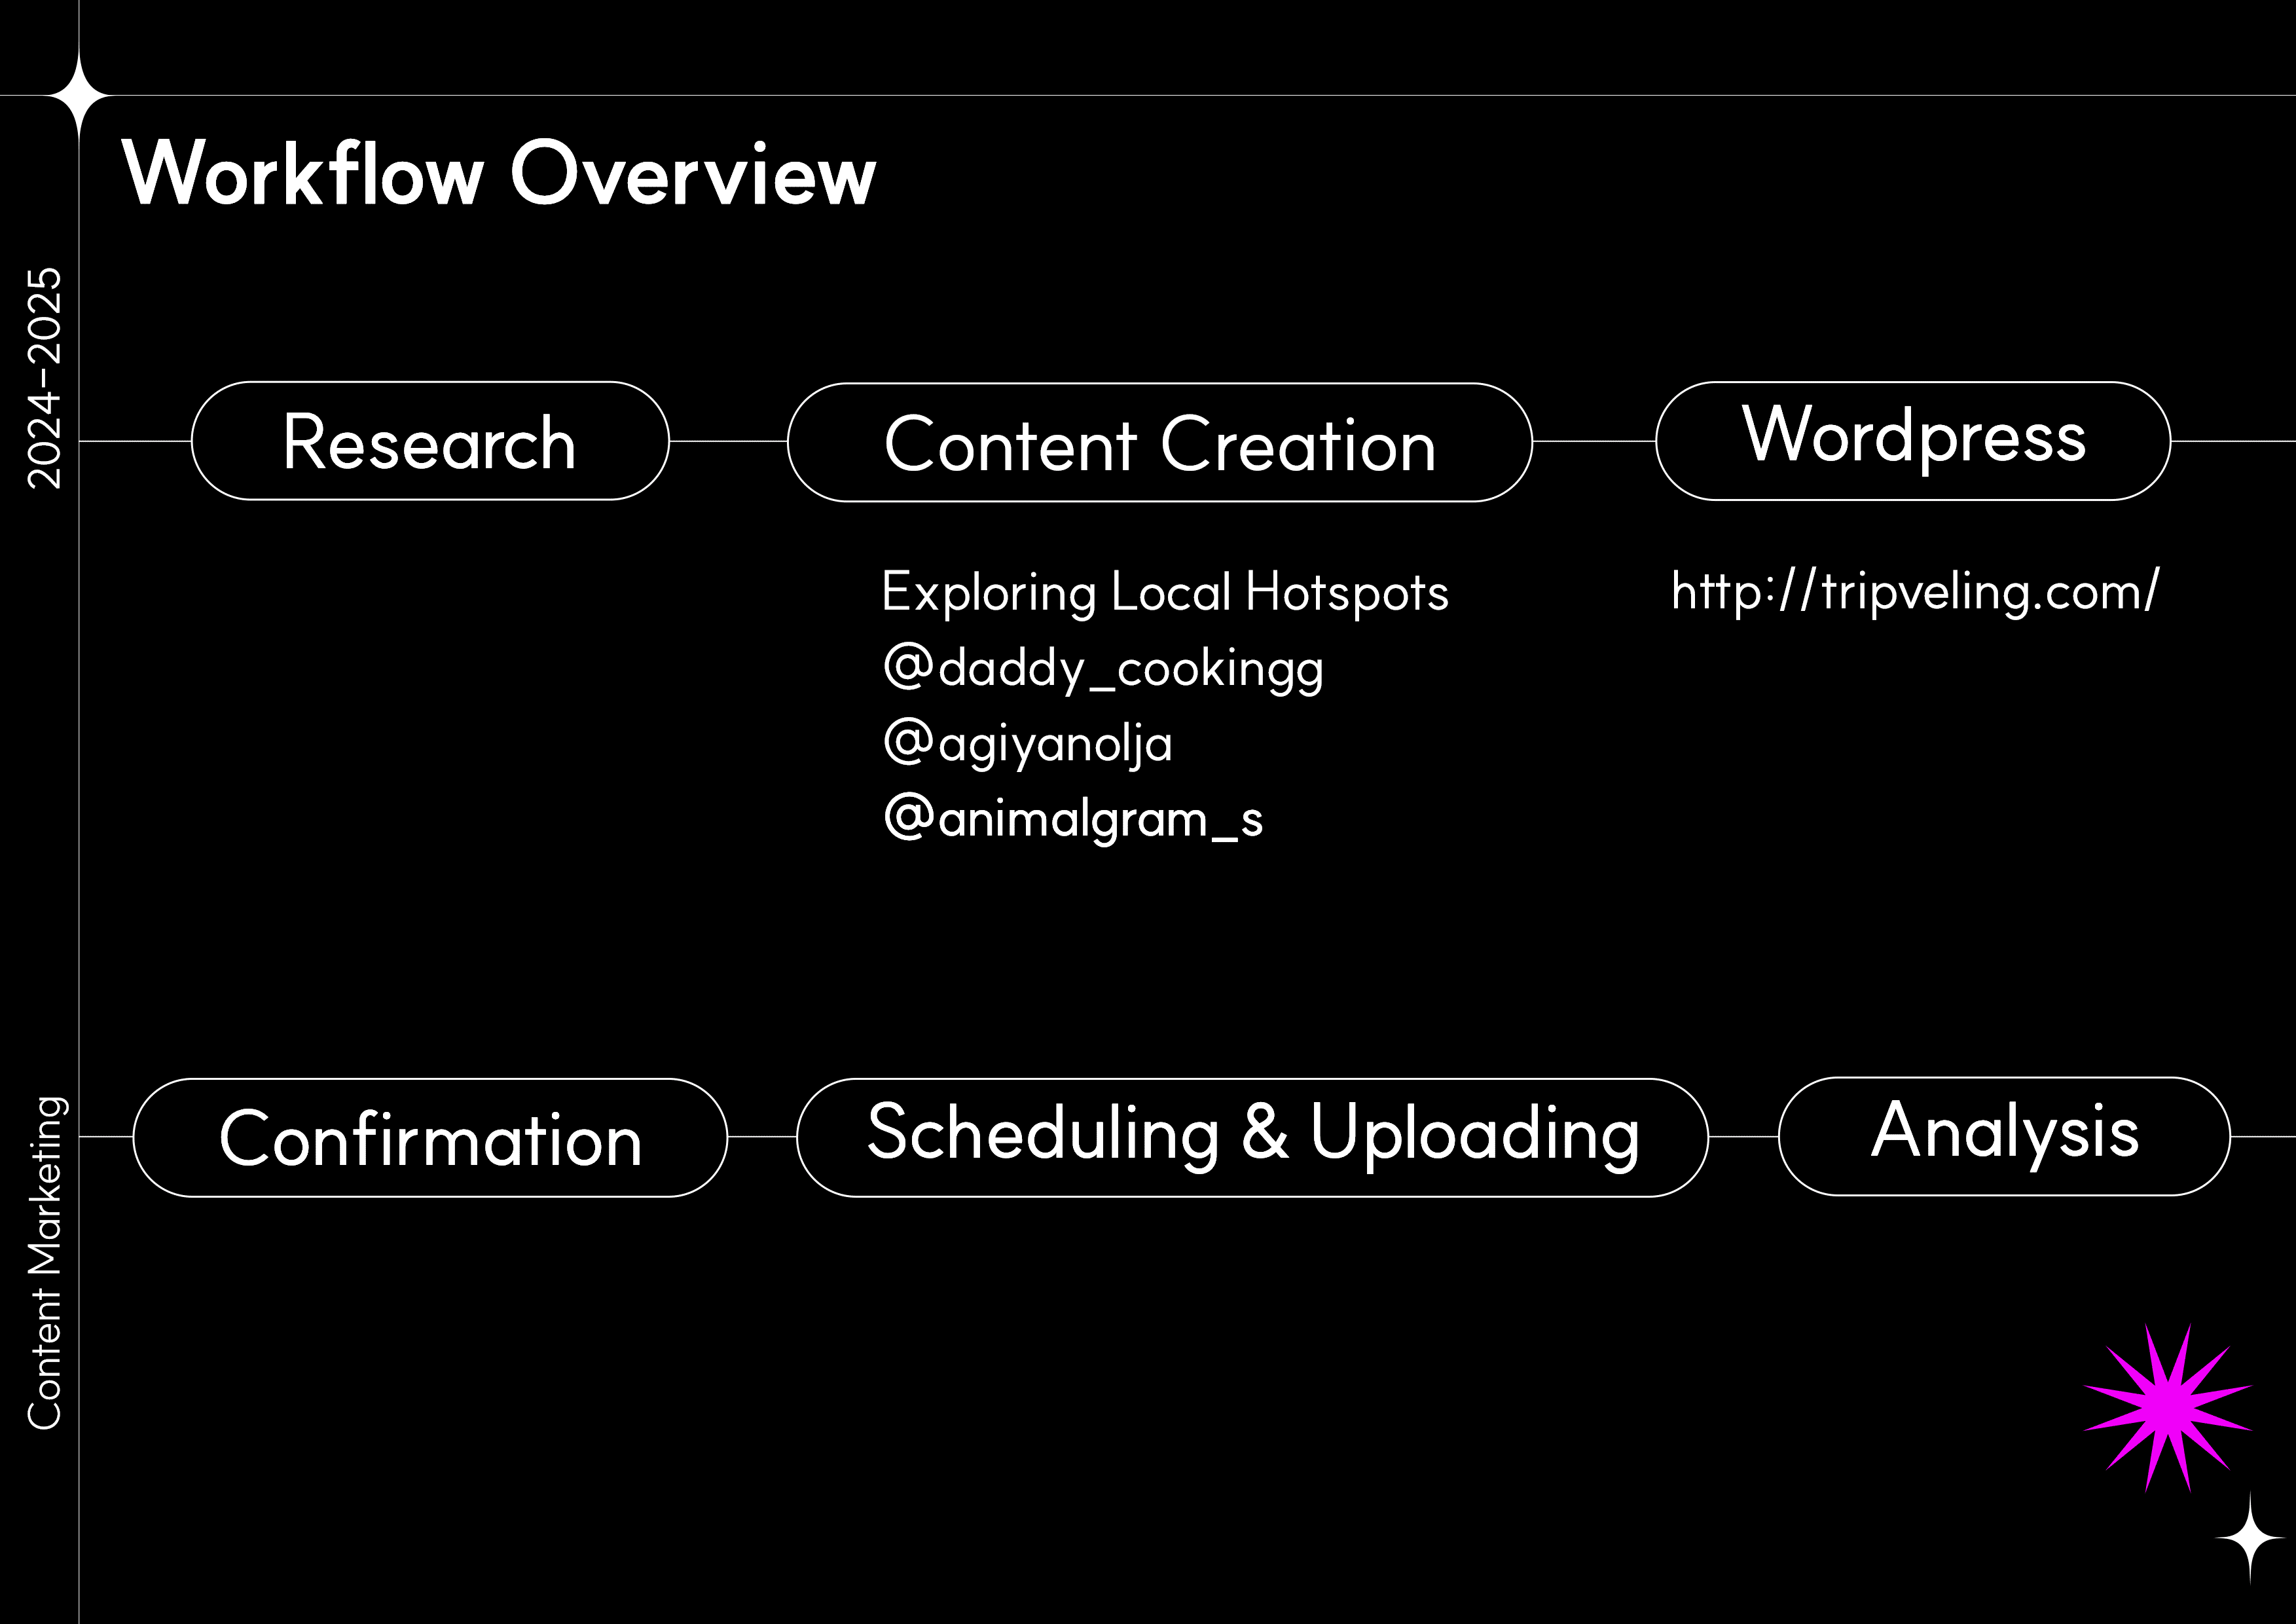 Workflow Overview
2024-2025
Research
Content Creation
Wordpress
Exploring Local Hotspots
@daddy_cookingg
@agiyanolja
@animalgram_s
http://tripveling.com/
Content Marketing
Confirmation
Scheduling & Uploading
Analysis